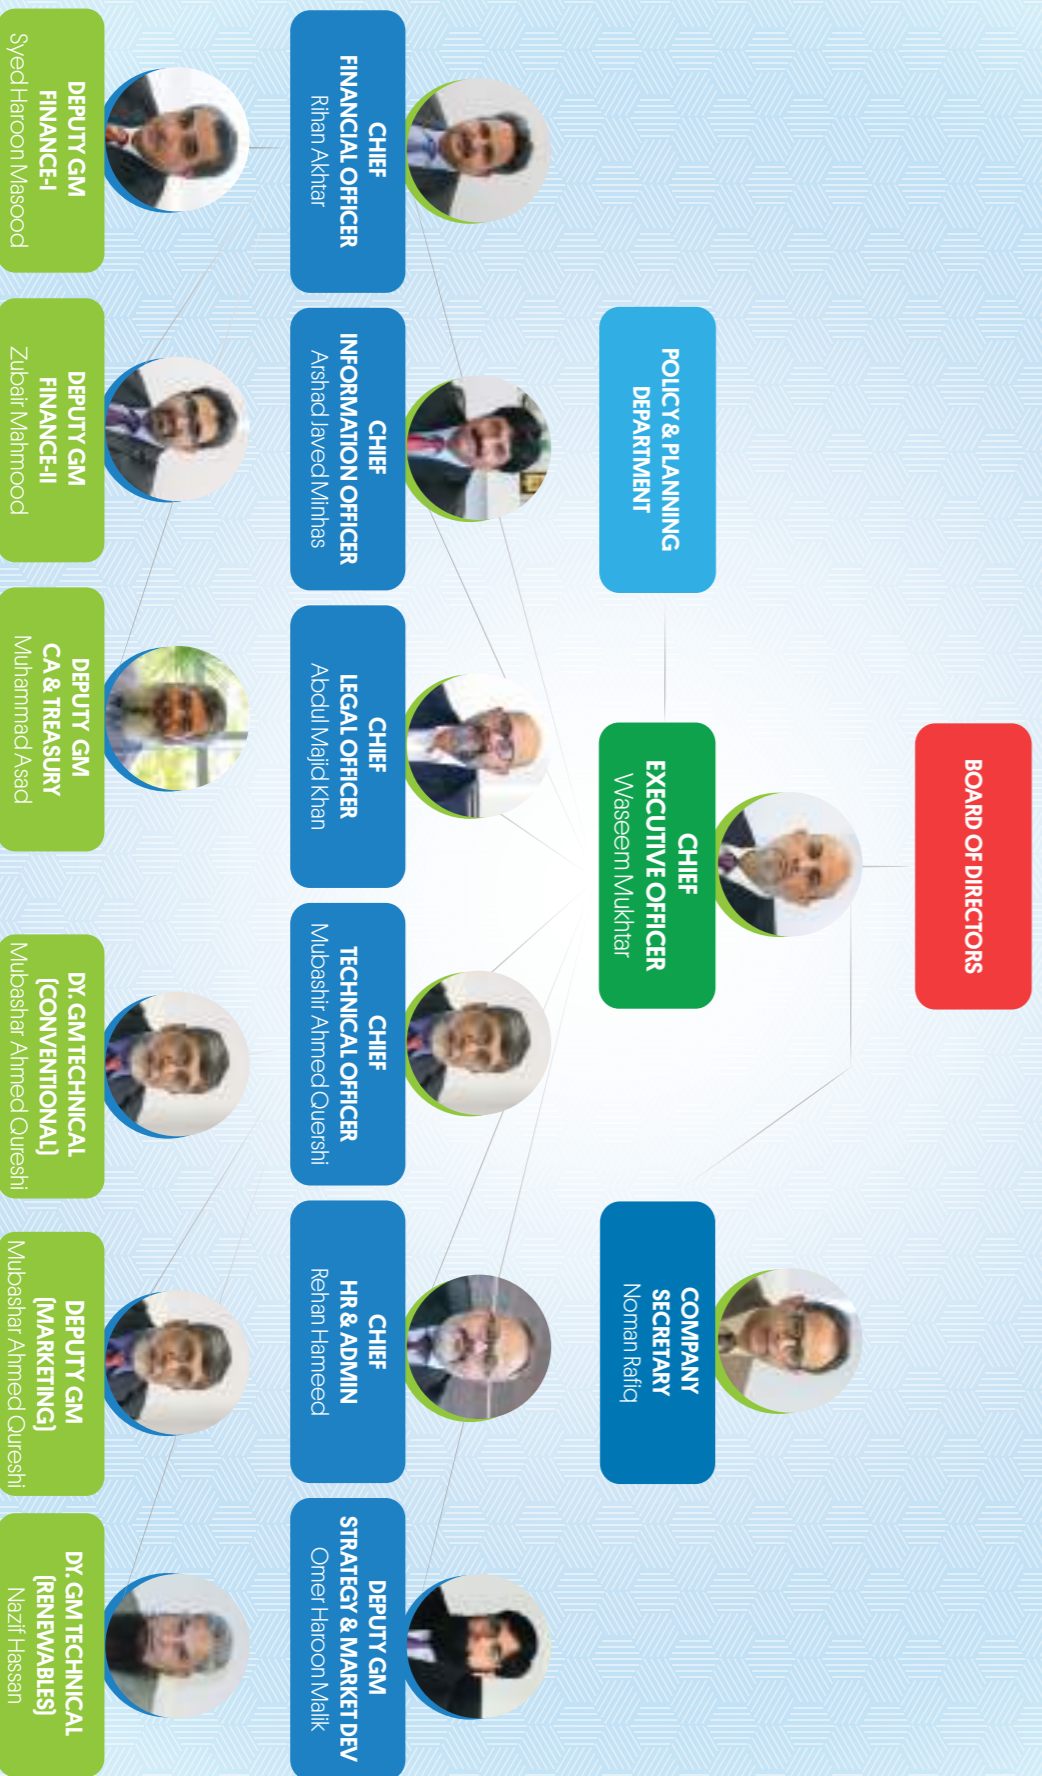 BOARD OF DIRECTORS
CHIEF
EXECUTIVE OFFICER
Waseem Mukhtar
POLICY & PLANNING
DEPARTMENT
COMPANY
SECRETARY
Noman Rafiq
CHIEF
FINANCIAL OFFICER
Rihan Akhtar
CHIEF
INFORMATION OFFICER
Arshad Javed Minhas
CHIEF
LEGAL OFFICER
Abdul Majid Khan
CHIEF
TECHNICAL OFFICER
Mubashir Ahmed Quershi
CHIEF
HR & ADMIN
Rehan Hameed
DEPUTY GM
STRATEGY & MARKET DEV
Omer Haroon Malik
DEPUTY GM
FINANCE-I
Syed Haroon Masood
DEPUTY GM
FINANCE-II
Zubair Mahmood
DEPUTY GM
CA & TREASURY
Muhammad Asad
DY. GM TECHNICAL
(CONVENTIONAL)
Mubashar Ahmed Qureshi
DEPUTY GM
(MARKETING)
Mubashar Ahmed Qureshi
DY. GM TECHNICAL
(RENEWABLES)
Nazif Hassan